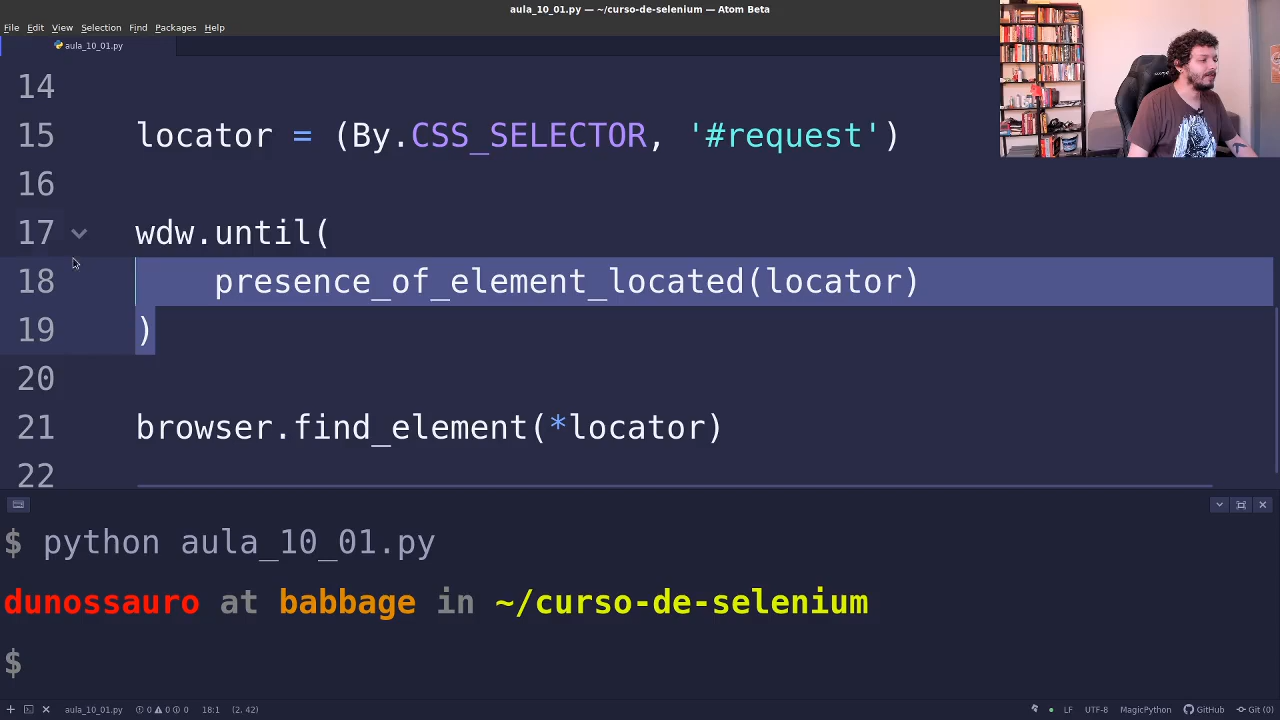 aula_10_01.py — ~/curso-de-selenium — Atom Beta
File Edit View Selection Find Packages Help
aula_10_01.py
14
15 locator = (By.CSS_SELECTOR, '#request')
16
17 wdw.until(
18 presence_of_element_located(locator)
19 )
20
21 browser.find_element(*locator)
22
$ python aula_10_01.py
dunossauro at babbage in ~/curso-de-selenium
$
aula_10_01.py 0 0 0 18:1 (2, 42) LF UTF-8 MagicPython GitHub Git (0)